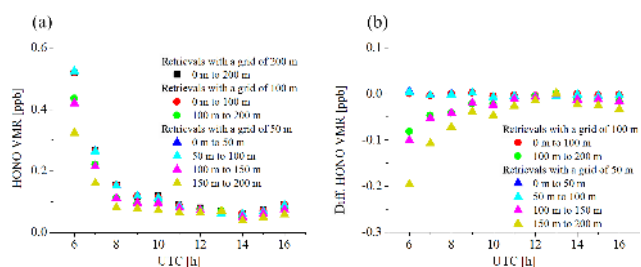 (a)
HONO VMR [ppb]
0.6
0.4
0.2
0.0
Retrievals with a grid of 200 m
0 m to 200 m
Retrievals with a grid of 100 m
0 m to 100 m
100 m to 200 m
Retrievals with a grid of 50 m
0 m to 50 m
50 m to 100 m
100 m to 150 m
150 m to 200 m
6 8 10 12 14 16
UTC [h]
(b)
Diff. HONO VMR [ppb]
0.1
0.0
-0.1
-0.2
-0.3
Retrievals with a grid of 100 m
0 m to 100 m
100 m to 200 m
Retrievals with a grid of 50 m
0 m to 50 m
50 m to 100 m
100 m to 150 m
150 m to 200 m
6 8 10 12 14 16
UTC [h]